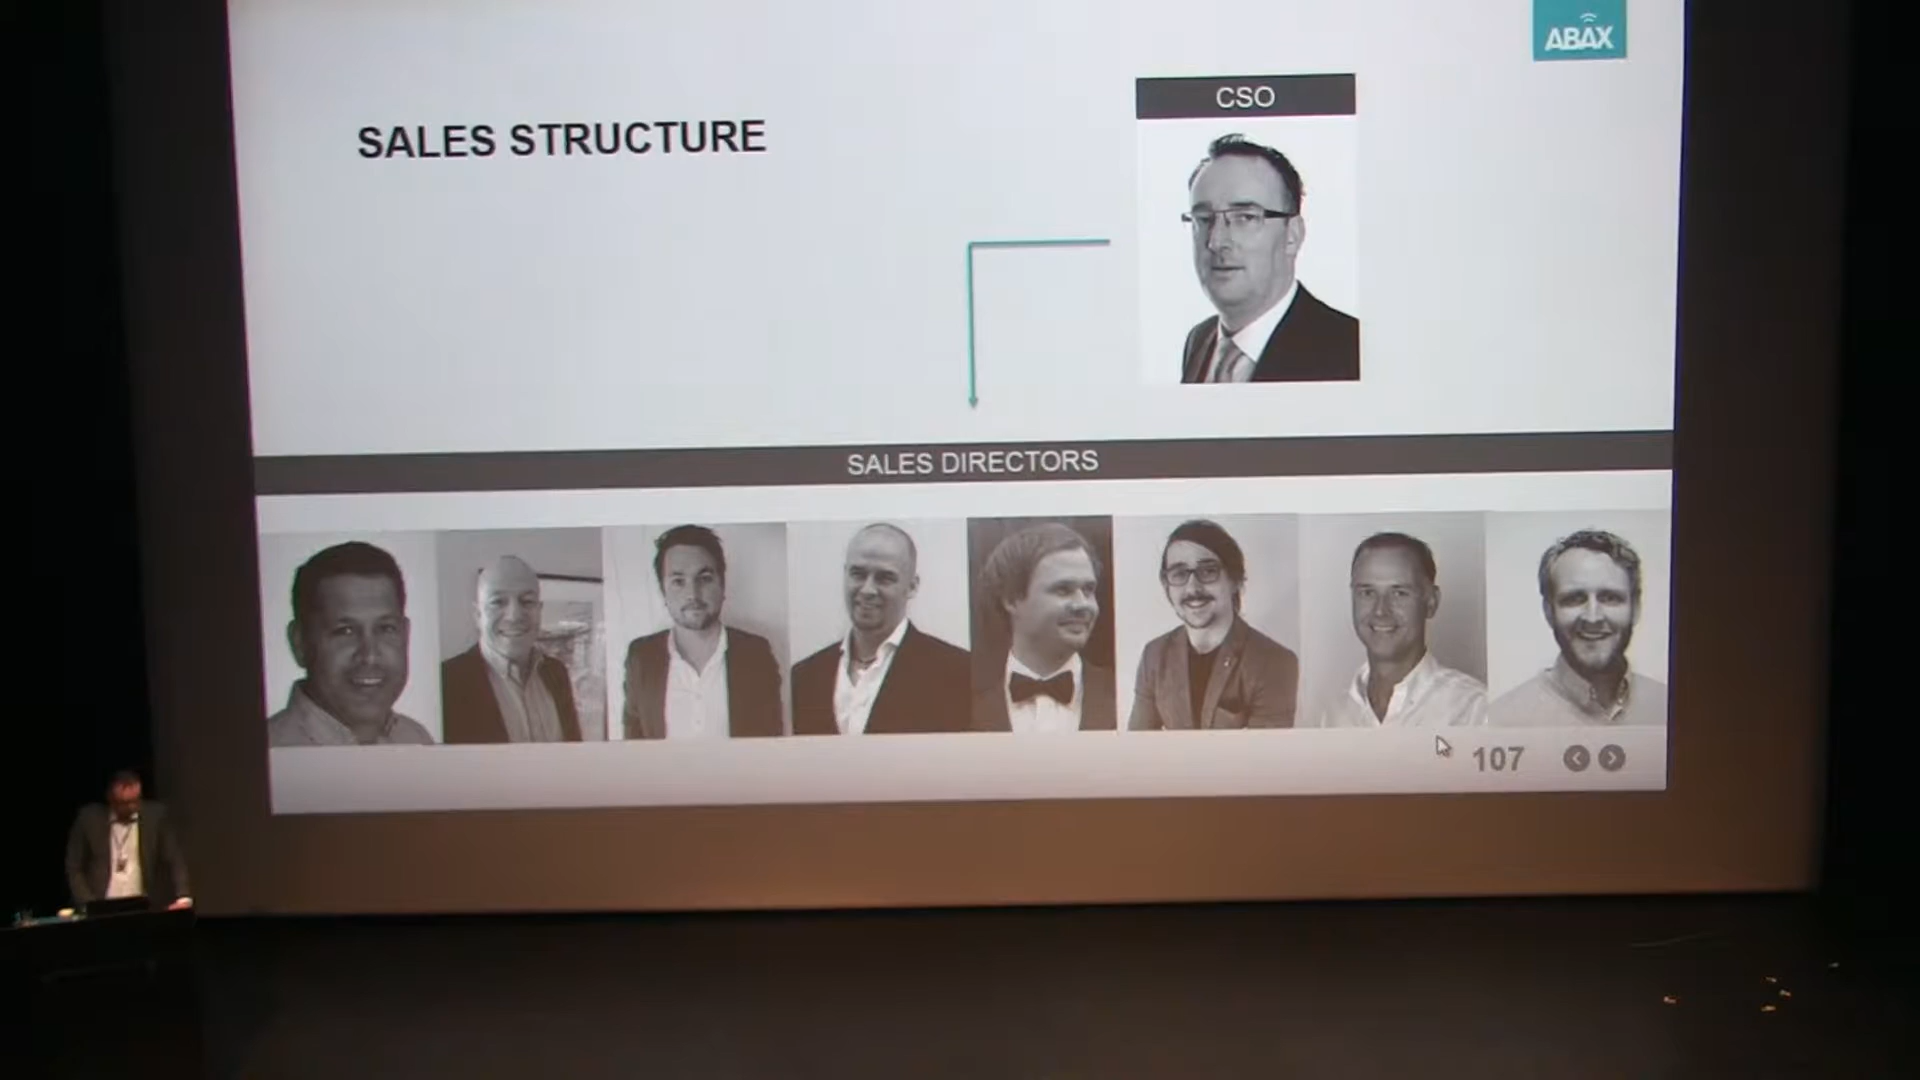 ABAX
CSO
SALES STRUCTURE
SALES DIRECTORS
107